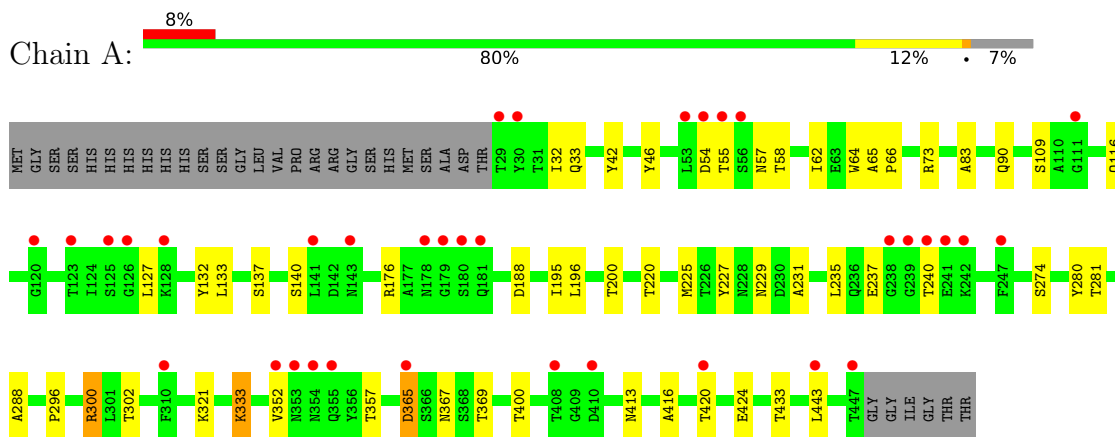 8%
Chain A:
80% 12% • 7%
MET GLY SER SER HIS HIS HIS HIS HIS HIS SER SER GLY LEU VAL PRO ARG ARG GLY SER HIS MET SER ALA ASP THR T29 Y30 T31 I32 Q33 Y42 Y46 L53 D54 T55 S56 N57 T58 I62 E63 W64 A65 P66 R73 A83 Q90 S109 A110 G111
G120 T123 I124 S125 G126 L127 K128 Y132 L133 S137 S140 L141 D142 N143 R176 A177 N178 G179 S180 Q181 D188 I195 L196 T200 T220 M225 T226 Y227 N228 N229 D230 A231 L235 Q236 E237 G238 G239 T240 E241 K242 F247 S274 Y280 T281
A288 P296 R300 L301 T302 F310 K321 K333 V352 N353 N354 Q355 Y356 T357 D365 S366 N367 S368 T369 T400 T408 G409 D410 N413 A416 T420 E424 T433 L443 T447 GLY GLY ILE GLY THR THR